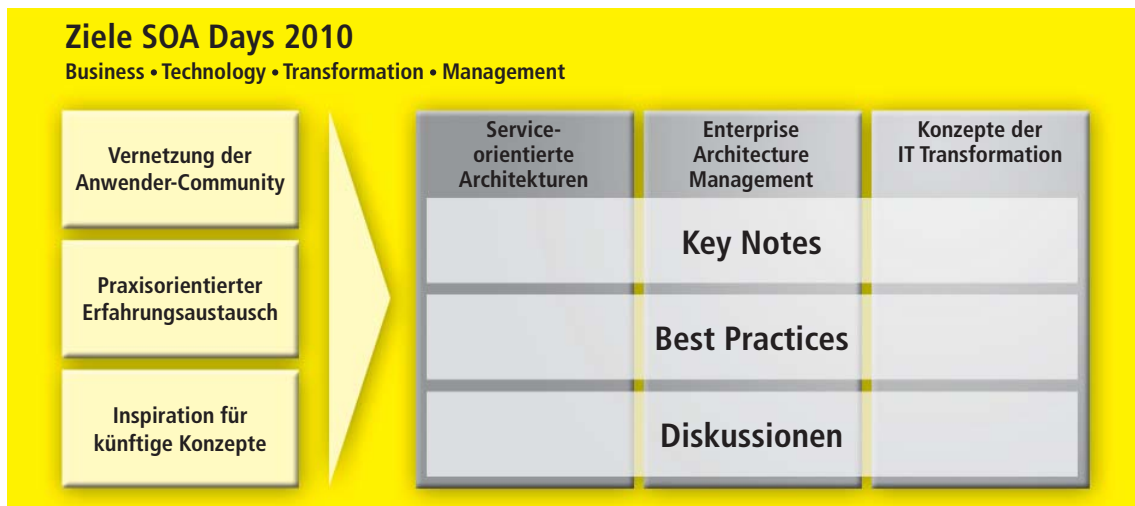 Ziele SOA Days 2010
Business • Technology • Transformation • Management
Vernetzung der
Anwender-Community
Praxisorientierter
Erfahrungsaustausch
Inspiration für
künftige Konzepte
Service-
orientierte
Architekturen
Enterprise
Architecture
Management
Konzepte der
IT Transformation
Key Notes
Best Practices
Diskussionen